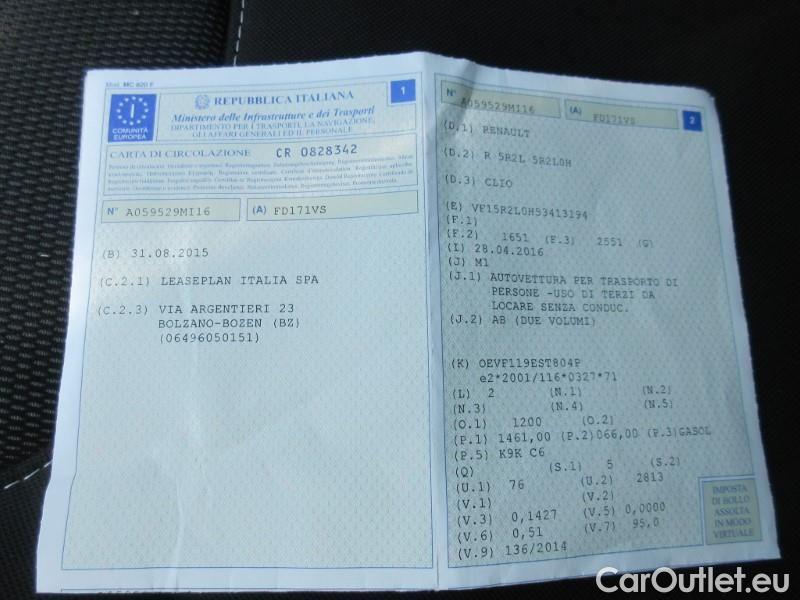 Mod. MC 820 F
REPUBBLICA ITALIANA
1
Ministero delle Infrastrutture e dei Trasporti
DIPARTIMENTO PER I TRASPORTI, LA NAVIGAZIONE,
GLI AFFARI GENERALI ED IL PERSONALE
I
COMUNITÀ
EUROPEA
CARTA DI CIRCOLAZIONE CR 0828342
N° A059529MI16 (A) FD171VS
(B) 31.08.2015
(C.2.1) LEASEPLAN ITALIA SPA
(C.2.3) VIA ARGENTIERI 23
BOLZANO-BOZEN (BZ)
(06496050151)
N° A059529MI16 (A) FD171VS
2
(D.1) RENAULT
(D.2) R 5R2L 5R2L0H
(D.3) CLIO
(E) VF15R2L0H53413194
(F.1)
(F.2) 1651 (F.3) 2551 (G)
(I) 28.04.2016
(J) M1
(J.1) AUTOVETTURA PER TRASPORTO DI
PERSONE -USO DI TERZI DA
LOCARE SENZA CONDUC.
(J.2) AB (DUE VOLUMI)
(K) OEVF119EST804P
e2*2001/116*0327*71
(L) 2 (N.1) (N.2)
(N.3) (N.4) (N.5)
(O.1) 1200 (O.2)
(P.1) 1461,00 (P.2)066,00 (P.3)GASOL
(P.5) K9K C6
(Q) (S.1) 5 (S.2)
(U.1) 76 (U.2) 2813
(V.1) (V.2)
(V.3) 0,1427 (V.5) 0,0000
(V.6) 0,51 (V.7) 95,0
(V.9) 136/2014
IMPOSTA
DI BOLLO
ASSOLTA
IN MODO
VIRTUALE
CarOutlet.eu